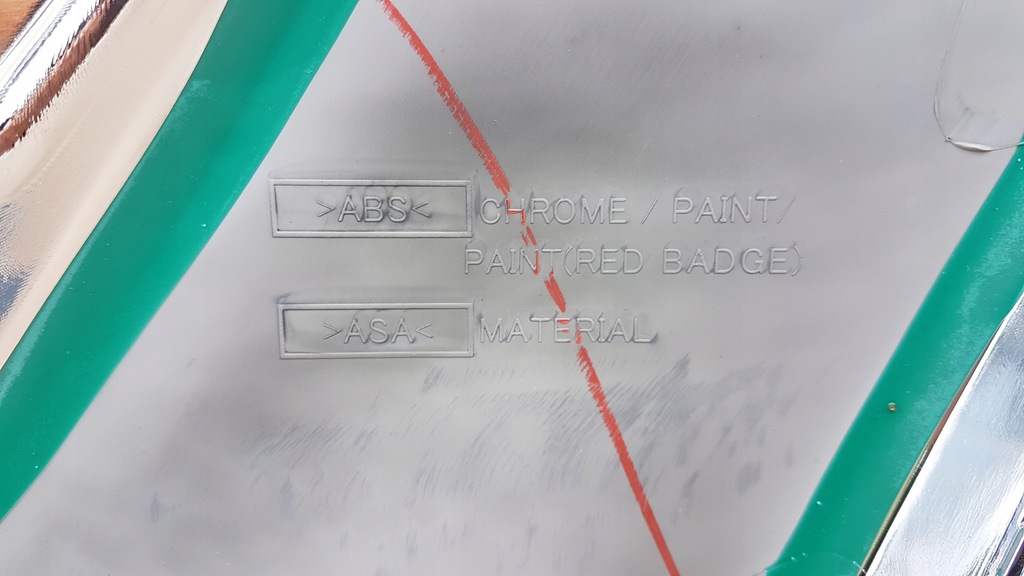 >ABS< CHROME / PAINT/
PAINT(RED BADGE)
>ASA< MATERIAL